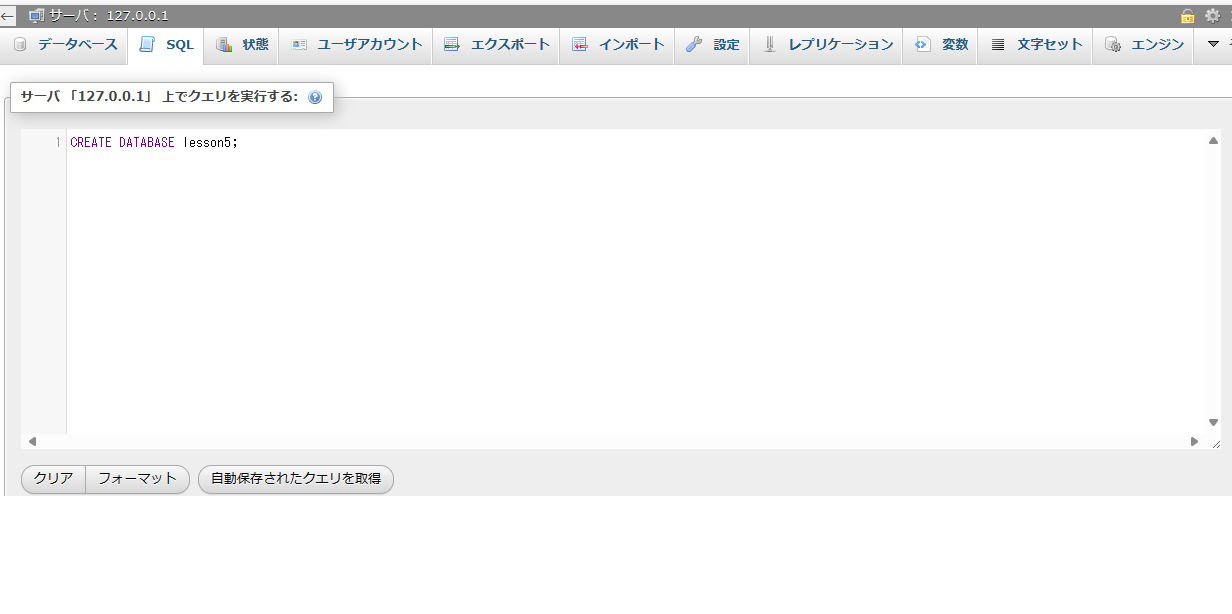 サーバ： 127.0.0.1
データベース SQL 状態 ユーザアカウント エクスポート インポート 設定 レプリケーション 変数 文字セット エンジン
サーバ 「127.0.0.1」 上でクエリを実行する:
1 CREATE DATABASE lesson5;
クリア フォーマット 自動保存されたクエリを取得